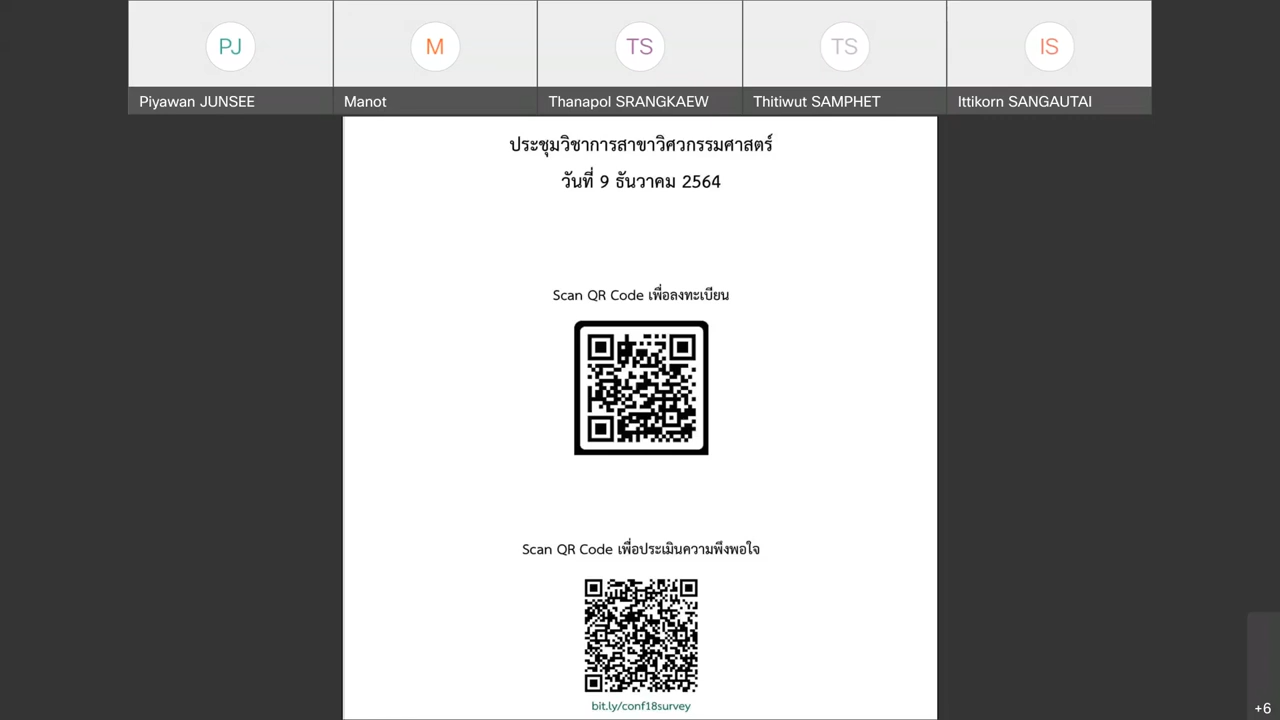 PJ
M
TS
TS
IS
Piyawan JUNSEE
Manot
Thanapol SRANGKAEW
Thitiwut SAMPHET
Ittikorn SANGAUTAI
ประชุมวิชาการสาขาวิศวกรรมศาสตร์
วันที่ 9 ธันวาคม 2564
Scan QR Code เพื่อลงทะเบียน
Scan QR Code เพื่อประเมินความพึงพอใจ
bit.ly/conf18survey
+6